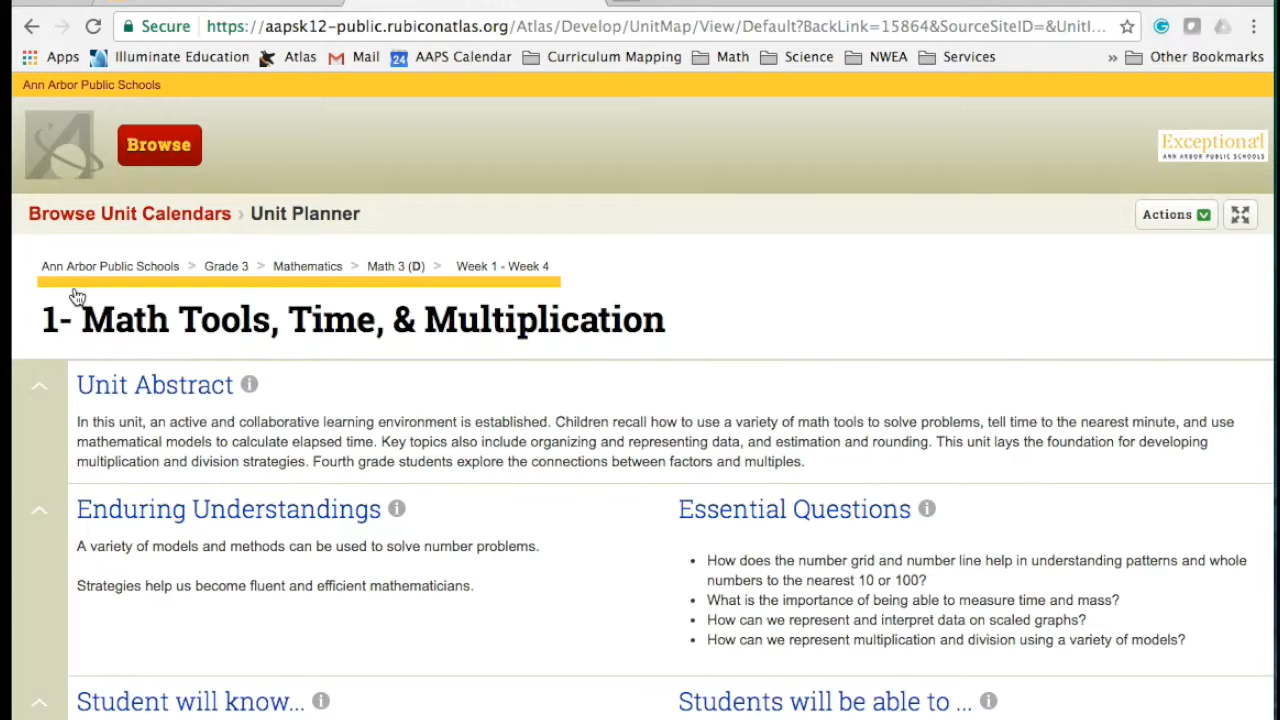 Secure https://aapsk12-public.rubiconatlas.org/Atlas/Develop/UnitMap/View/Default?BackLink=15864&SourceSiteID=&UnitI...
Apps Illuminate Education Atlas Mail 24 AAPS Calendar Curriculum Mapping Math Science NWEA Services » Other Bookmarks
Ann Arbor Public Schools
Browse
Exceptional
ANN ARBOR PUBLIC SCHOOLS
Browse Unit Calendars › Unit Planner
Actions
Ann Arbor Public Schools > Grade 3 > Mathematics > Math 3 (D) > Week 1 - Week 4
1- Math Tools, Time, & Multiplication
Unit Abstract
In this unit, an active and collaborative learning environment is established. Children recall how to use a variety of math tools to solve problems, tell time to the nearest minute, and use
mathematical models to calculate elapsed time. Key topics also include organizing and representing data, and estimation and rounding. This unit lays the foundation for developing
multiplication and division strategies. Fourth grade students explore the connections between factors and multiples.
Enduring Understandings
A variety of models and methods can be used to solve number problems.
Strategies help us become fluent and efficient mathematicians.
Essential Questions
• How does the number grid and number line help in understanding patterns and whole
numbers to the nearest 10 or 100?
• What is the importance of being able to measure time and mass?
• How can we represent and interpret data on scaled graphs?
• How can we represent multiplication and division using a variety of models?
Student will know...
Students will be able to ...